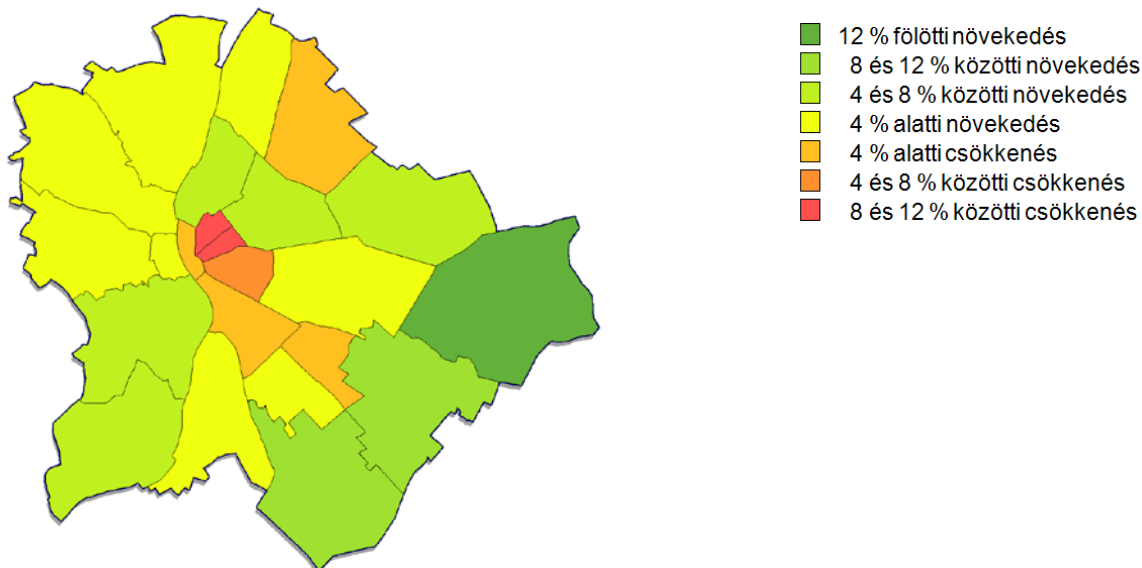 12 % fölötti növekedés
8 és 12 % közötti növekedés
4 és 8 % közötti növekedés
4 % alatti növekedés
4 % alatti csökkenés
4 és 8 % közötti csökkenés
8 és 12 % közötti csökkenés